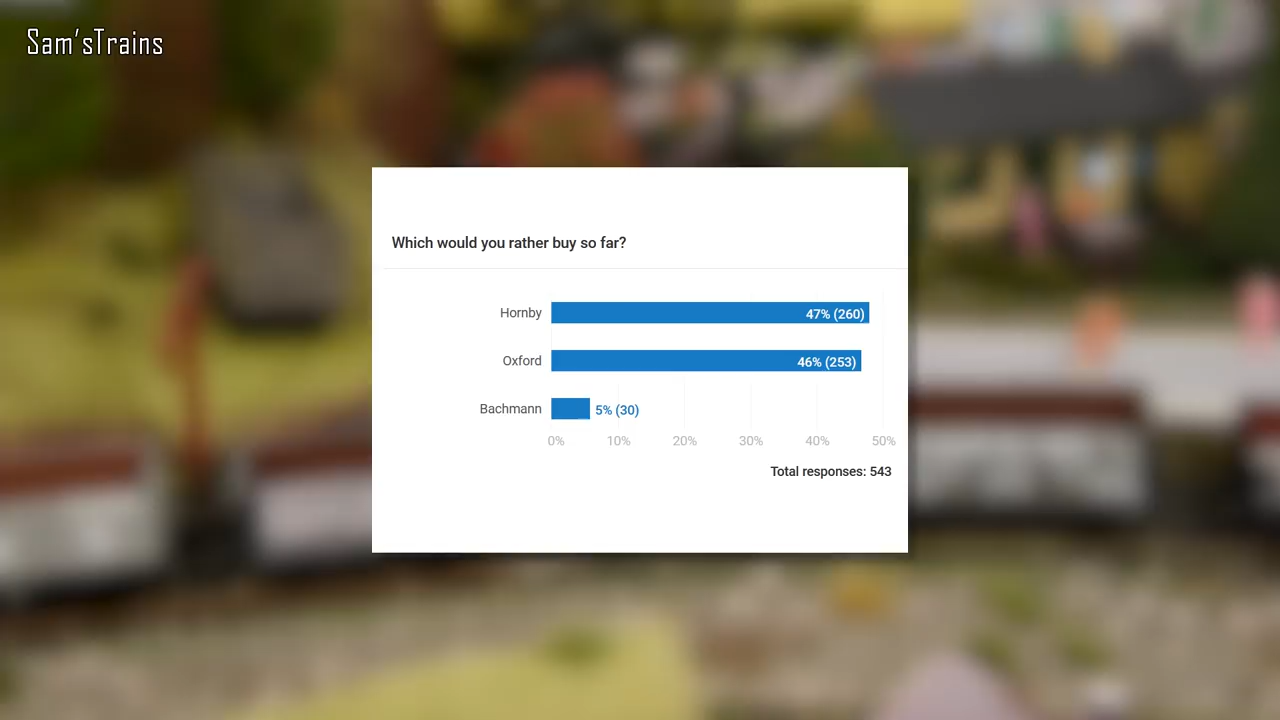 Sam'sTrains
Which would you rather buy so far?
Hornby 47% (260)
Oxford 46% (253)
Bachmann 5% (30)
0% 10% 20% 30% 40% 50%
Total responses: 543